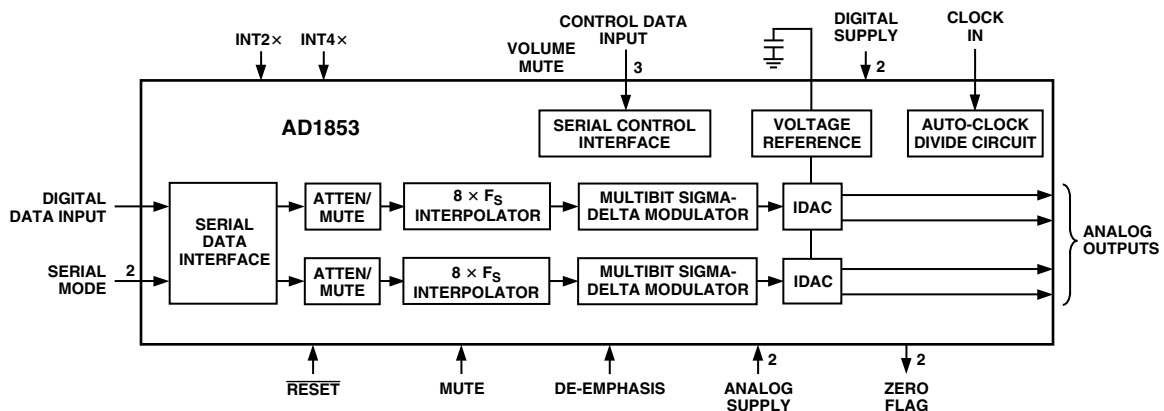 CONTROL DATA
INPUT
VOLUME
MUTE
3
INT2×
INT4×
DIGITAL
SUPPLY
2
CLOCK
IN
AD1853
SERIAL CONTROL
INTERFACE
VOLTAGE
REFERENCE
AUTO-CLOCK
DIVIDE CIRCUIT
DIGITAL
DATA INPUT
2
SERIAL
MODE
SERIAL
DATA
INTERFACE
ATTEN/
MUTE
8 × FS
INTERPOLATOR
MULTIBIT SIGMA-
DELTA MODULATOR
IDAC
ATTEN/
MUTE
8 × FS
INTERPOLATOR
MULTIBIT SIGMA-
DELTA MODULATOR
IDAC
ANALOG
OUTPUTS
RESET
MUTE
DE-EMPHASIS
2
ANALOG
SUPPLY
2
ZERO
FLAG